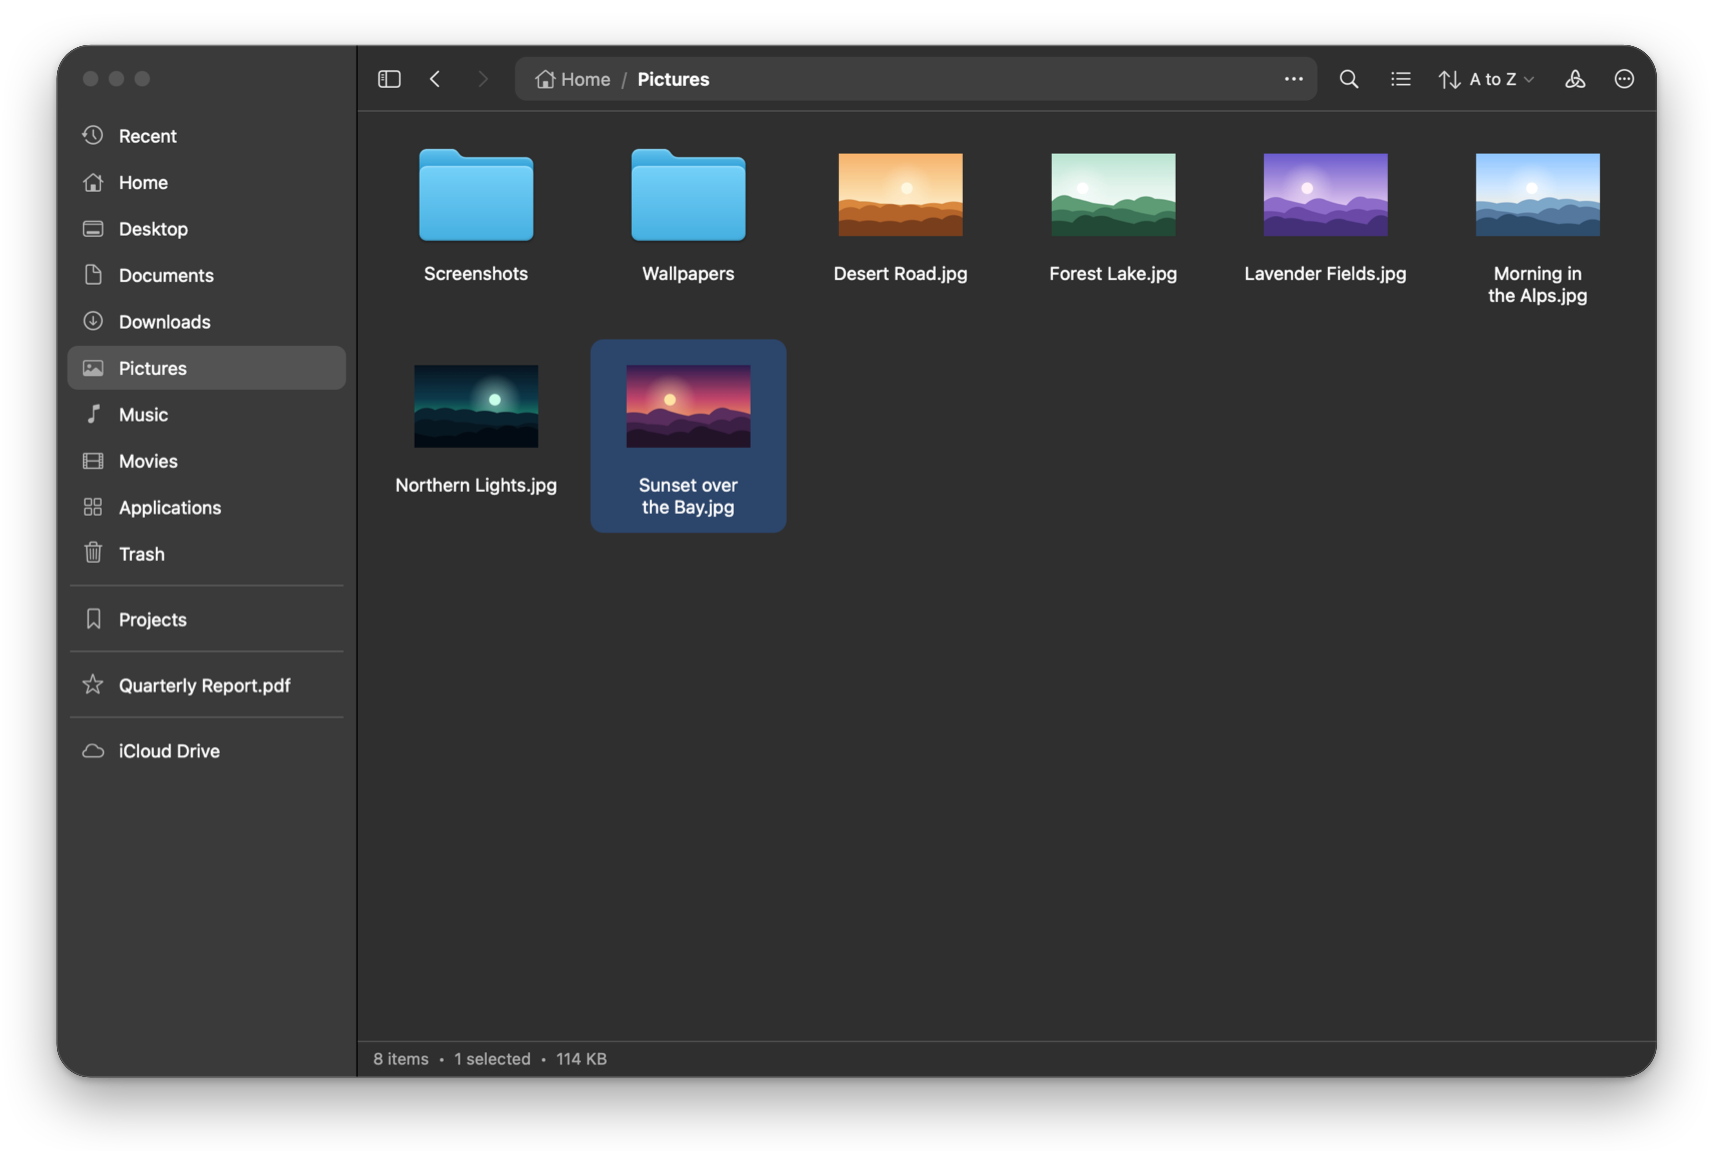 Recent
Home
Desktop
Documents
Downloads
Pictures
Music
Movies
Applications
Trash
Projects
Quarterly Report.pdf
iCloud Drive
Home / Pictures
A to Z
Screenshots
Wallpapers
Desert Road.jpg
Forest Lake.jpg
Lavender Fields.jpg
Morning in
the Alps.jpg
Northern Lights.jpg
Sunset over
the Bay.jpg
8 items • 1 selected • 114 KB